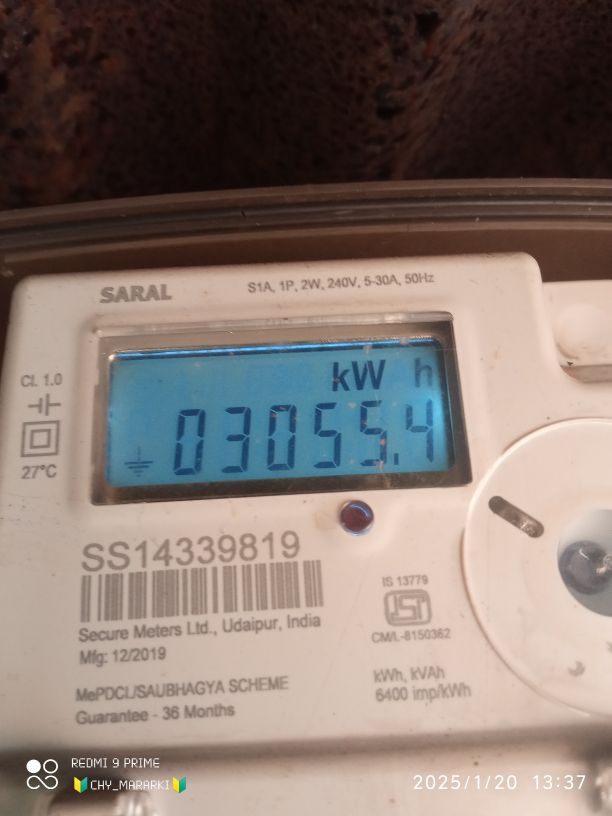 SARAL
S1A, 1P, 2W, 240V, 5-30A, 50Hz
Cl. 1.0
27°C
kW h
03055.4
SS14339819
Secure Meters Ltd., Udaipur, India
Mfg: 12/2019
MePDCL/SAUBHAGYA SCHEME
Guarantee - 36 Months
IS 13779
ISI
CM/L-8150362
kWh, kVAh
6400 imp/kWh
REDMI 9 PRIME
CHY_MARAKI
2025/1/20 13:37